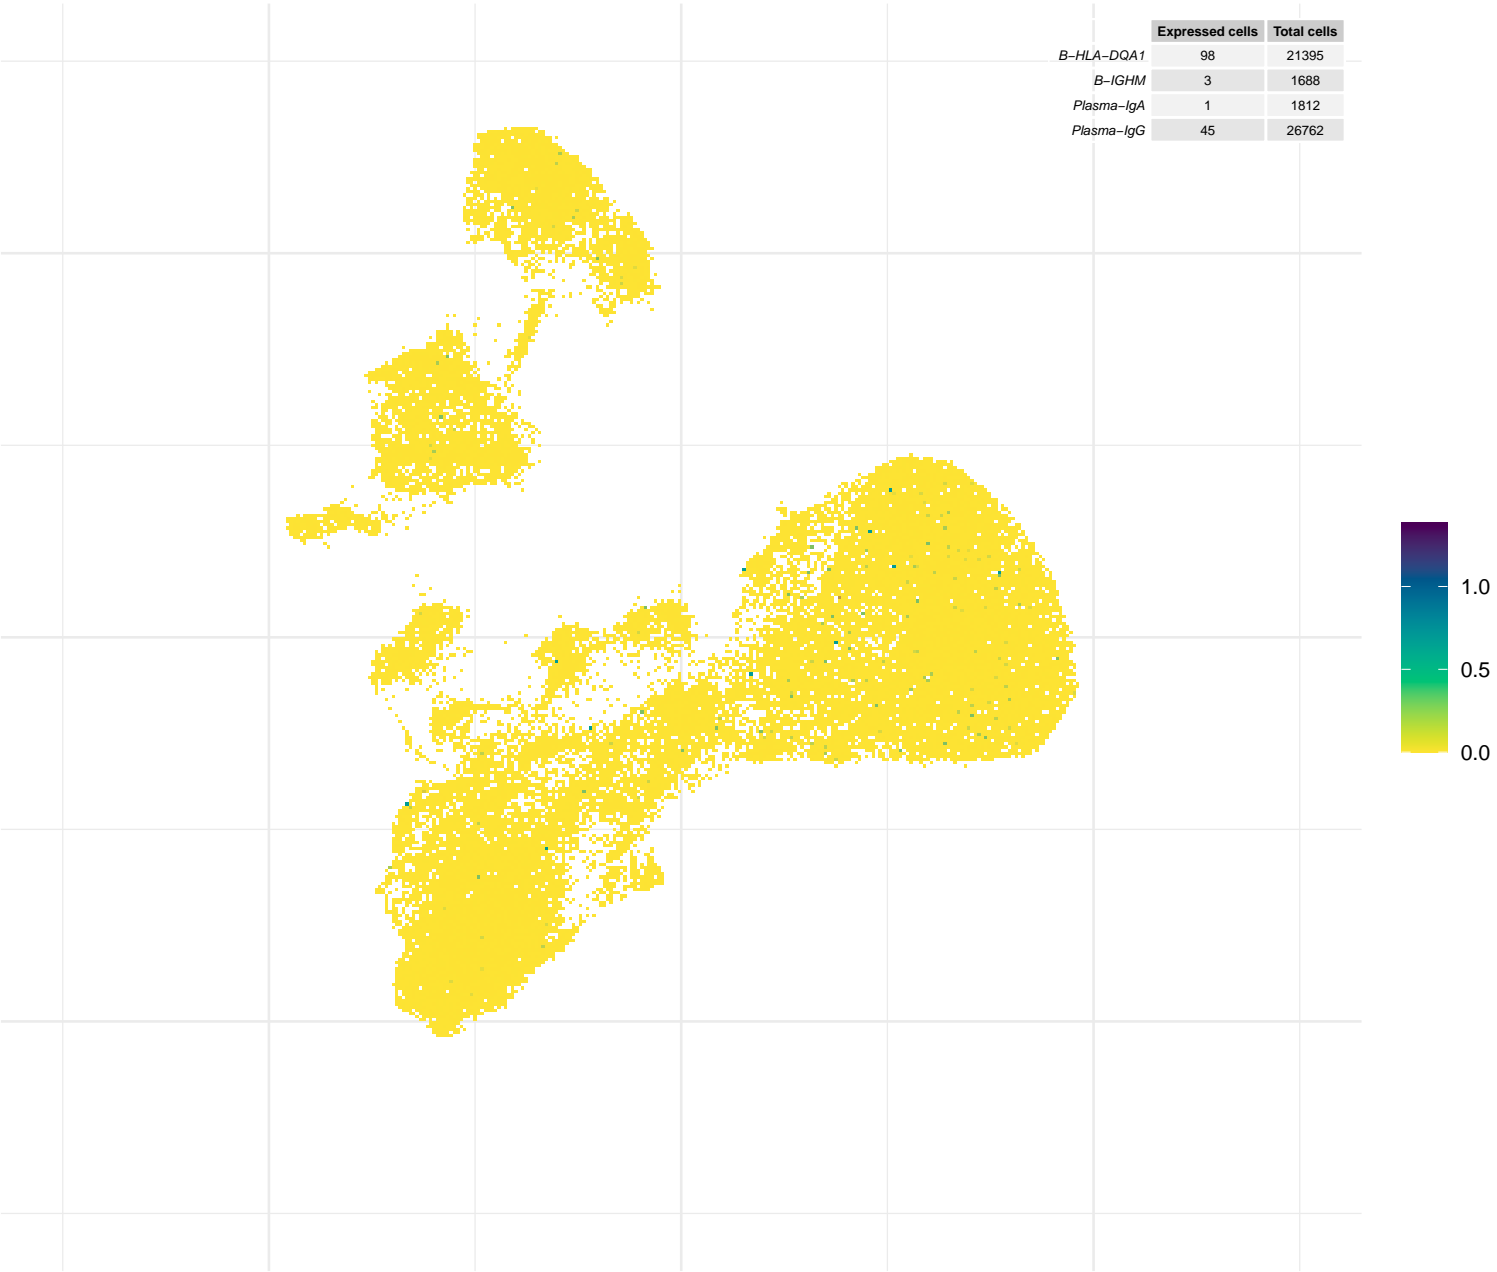 Expressed cells Total cells
B−HLA−DQA1 98 21395
B−IGHM 3 1688
Plasma−IgA 1 1812
Plasma−IgG 45 26762
1.0
0.5
0.0